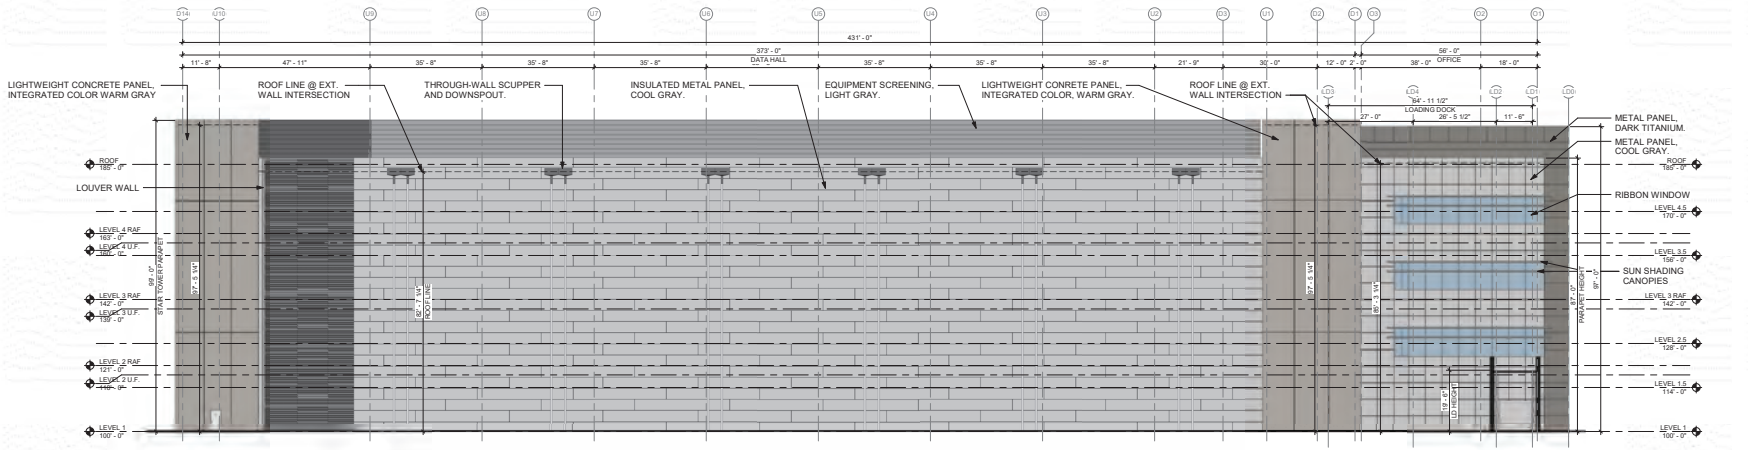 D14
U10
U9
U8
U7
U6
U5
U4
U3
U2
D3
U1
D2
D1
O3
O2
O1
431' - 0"
373' - 0"
DATA HALL
56' - 0"
OFFICE
11' - 8"
47' - 11"
35' - 8"
35' - 8"
35' - 8"
35' - 8"
35' - 8"
35' - 8"
35' - 8"
21' - 9"
30' - 0"
12' - 0"
2' - 0"
38' - 0"
18' - 0"
LIGHTWEIGHT CONCRETE PANEL,
INTEGRATED COLOR WARM GRAY
ROOF LINE @ EXT.
WALL INTERSECTION
THROUGH-WALL SCUPPER
AND DOWNSPOUT.
INSULATED METAL PANEL,
COOL GRAY.
EQUIPMENT SCREENING,
LIGHT GRAY.
LIGHTWEIGHT CONRETE PANEL,
INTEGRATED COLOR, WARM GRAY.
ROOF LINE @ EXT.
WALL INTERSECTION
LD3
LD4
LD2
LD1
LD0
64' - 11 1/2"
LOADING DOCK
27' - 0"
26' - 5 1/2"
11' - 6"
METAL PANEL,
DARK TITANIUM.
METAL PANEL,
COOL GRAY.
RIBBON WINDOW
SUN SHADING
CANOPIES
LOUVER WALL
ROOF
185' - 0"
LEVEL 4 RAF
163' - 0"
LEVEL 4 U.F.
160' - 0"
LEVEL 3 RAF
142' - 0"
LEVEL 3 U.F.
139' - 0"
LEVEL 2 RAF
121' - 0"
LEVEL 2 U.F.
118' - 0"
LEVEL 1
100' - 0"
99' - 0"
STAIR TOWER PARAPET
97' - 5 1/4"
82' - 7 1/4"
ROOF LINE
97' - 5 1/4"
85' - 3 1/4"
19' - 6"
LD HEIGHT
87' - 0"
PARAPET HEIGHT
97' - 0"
ROOF
185' - 0"
LEVEL 4.5
170' - 0"
LEVEL 3.5
156' - 0"
LEVEL 3 RAF
142' - 0"
LEVEL 2.5
128' - 0"
LEVEL 1.5
114' - 0"
LEVEL 1
100' - 0"